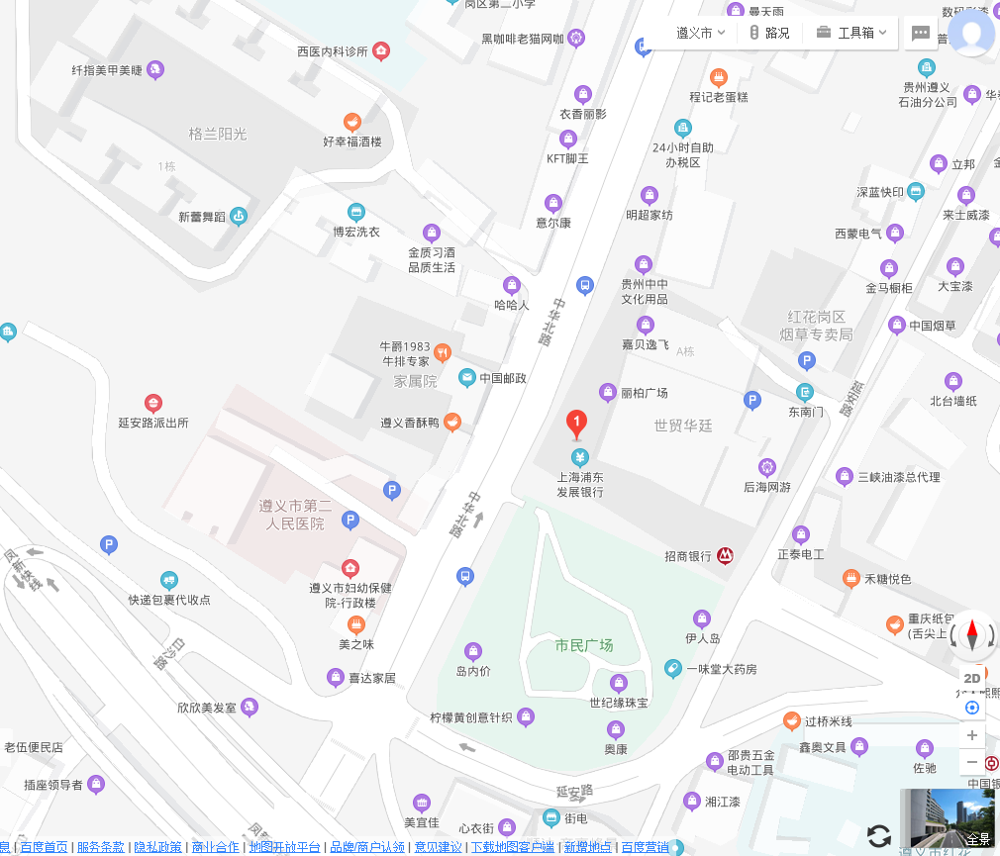 岗区第二小学
曼天雨
黑咖啡老猫网咖
遵义市
路况
工具箱
西医内科诊所
纤指美甲美睫
程记老蛋糕
贵州遵义
石油分公司
衣香丽影
格兰阳光
好幸福酒楼
KFT脚王
24小时自助
办税区
1栋
立邦
深蓝快印
新蕾舞蹈
博宏洗衣
意尔康
明超家纺
来士威漆
西蒙电气
金质习酒
品质生活
贵州中中
文化用品
金马橱柜
大宝漆
哈哈人
中华北路
红花岗区
烟草专卖局
中国烟草
牛爵1983
牛排专家
嘉贝逸飞
A栋
家属院
中国邮政
丽柏广场
延安路
东南门
北台墙纸
延安路派出所
遵义香酥鸭
1
世贸华廷
上海浦东
发展银行
后海网游
三峡油漆总代理
遵义市第二
人民医院
中华北路
招商银行
正泰电工
凤新快线
快递包裹代收点
遵义市妇幼保健
院-行政楼
禾糖悦色
美之味
伊人岛
重庆纸包
(舌尖上
市民广场
白沙路
岛内价
一味堂大药房
喜达家居
2D
世纪缘珠宝
欣欣美发室
柠檬黄创意针织
过桥米线
老伍便民店
奥康
鑫奥文具
邵贵五金
电动工具
佐驰
插座领导者
延安路
湘江漆
中国银
美宜佳
心衣街
街电
全景
息 | 百度首页 | 服务条款 | 隐私政策 | 商业合作 | 地图开放平台 | 品牌/商户认领 | 意见建议 | 下载地图客户端 | 新增地点 | 百度营销